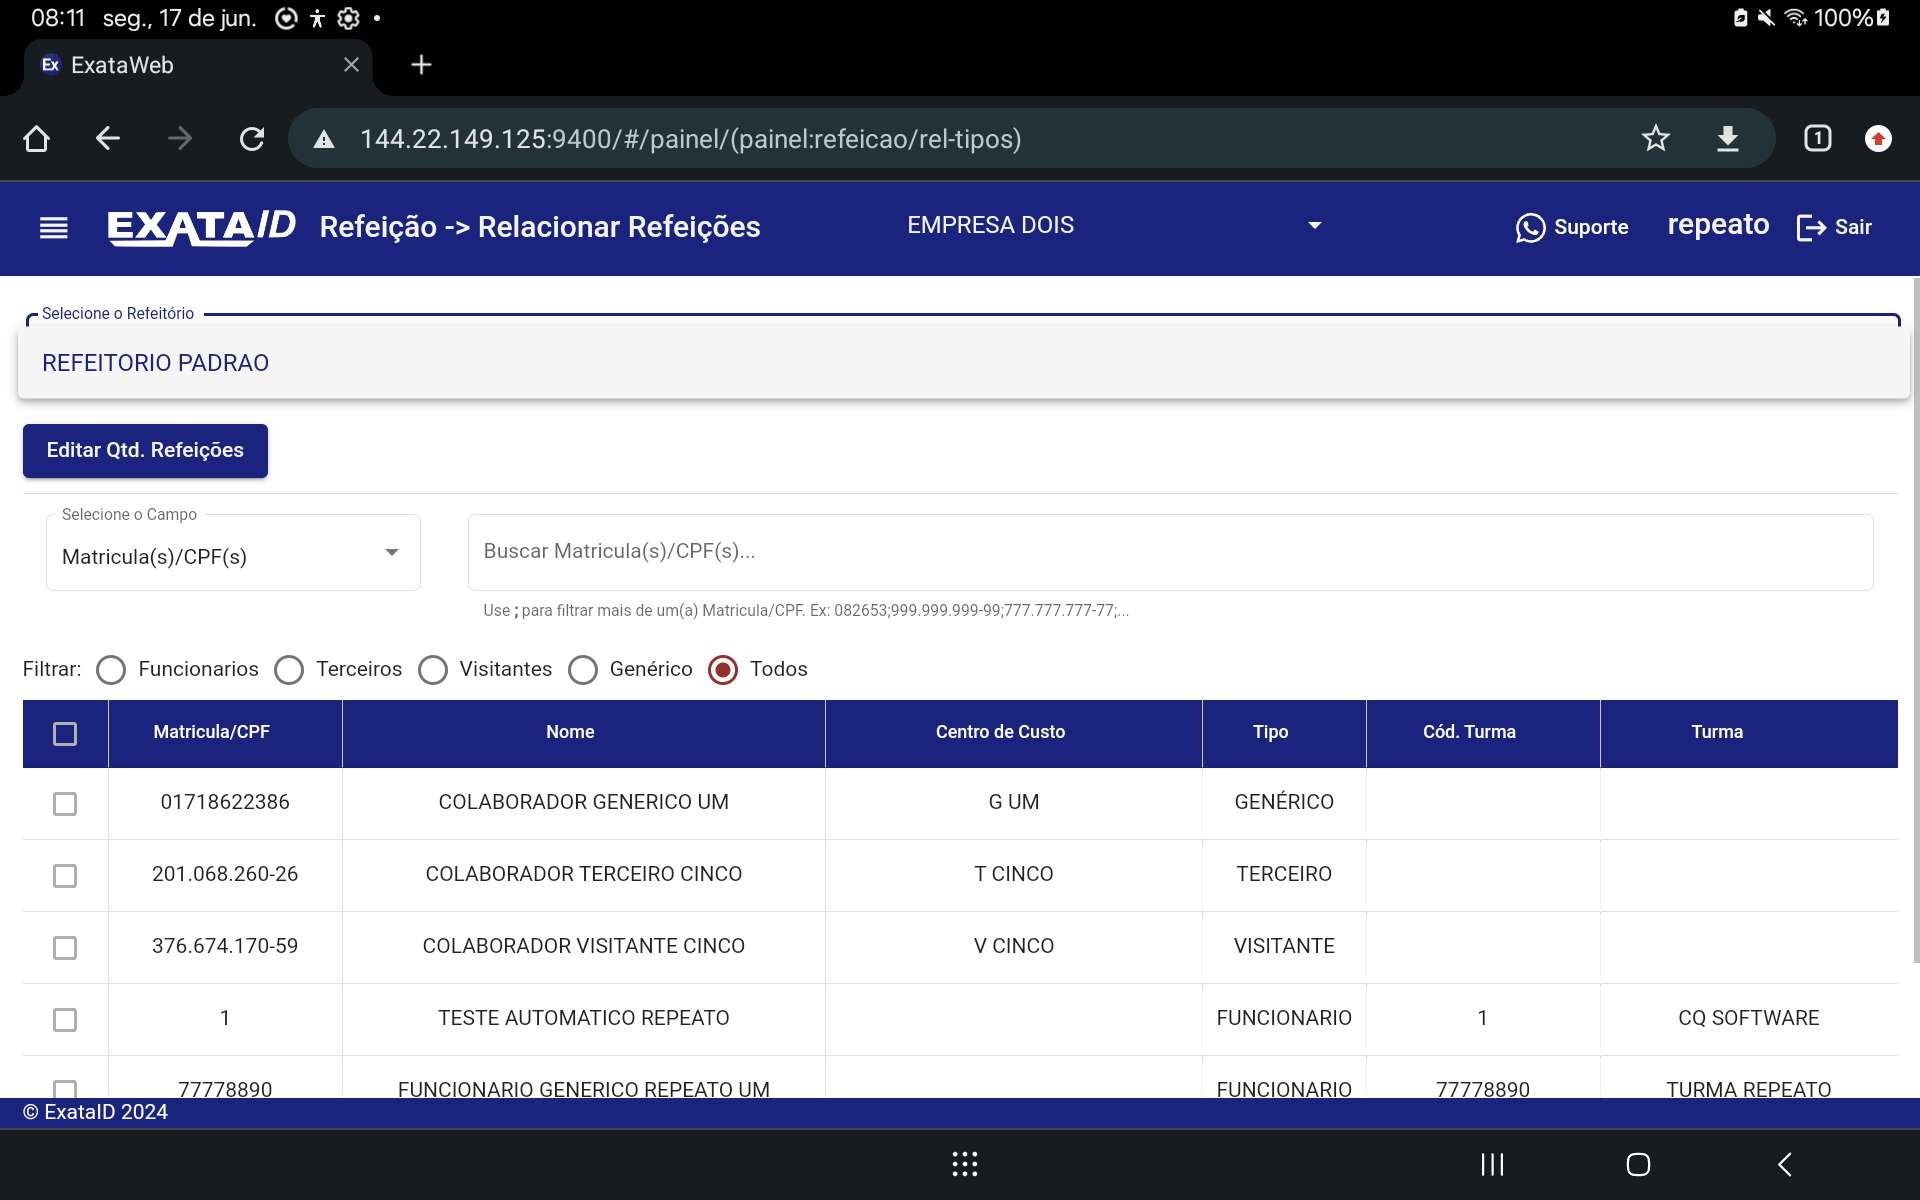 08:11 seg., 17 de jun. 100%
Ex ExataWeb
144.22.149.125:9400/#/painel/(painel:refeicao/rel-tipos) 1
EXATAID Refeição -> Relacionar Refeições EMPRESA DOIS Suporte repeato Sair
Selecione o Refeitório
REFEITORIO PADRAO
Editar Qtd. Refeições
Selecione o Campo
Matricula(s)/CPF(s) Buscar Matricula(s)/CPF(s)...
Use ; para filtrar mais de um(a) Matricula/CPF. Ex: 082653;999.999.999-99;777.777.777-77;...
Filtrar: Funcionarios Terceiros Visitantes Genérico Todos
Matricula/CPF Nome Centro de Custo Tipo Cód. Turma Turma
01718622386 COLABORADOR GENERICO UM G UM GENÉRICO
201.068.260-26 COLABORADOR TERCEIRO CINCO T CINCO TERCEIRO
376.674.170-59 COLABORADOR VISITANTE CINCO V CINCO VISITANTE
1 TESTE AUTOMATICO REPEATO FUNCIONARIO 1 CQ SOFTWARE
77778890 FUNCIONARIO GENERICO REPEATO UM FUNCIONARIO 77778890 TURMA REPEATO
© ExataID 2024